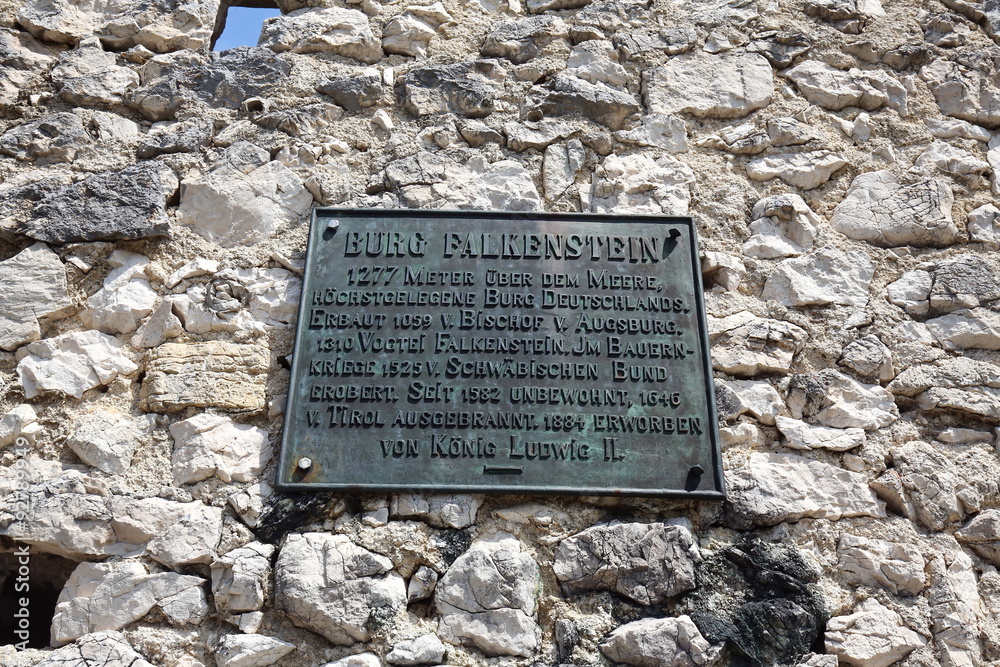 BURG FALKENSTEIN
1277 METER ÜBER DEM MEERE,
HÖCHSTGELEGENE BURG DEUTSCHLANDS.
ERBAUT 1059 V. BISCHOF V. AUGSBURG.
1310 VOGTEI FALKENSTEIN. JM BAUERN-
KRIEGE 1525 V. SCHWÄBISCHEN BUND
EROBERT. SEIT 1582 UNBEWOHNT, 1646
V. TIROL AUSGEBRANNT. 1884 ERWORBEN
VON KÖNIG LUDWIG II.